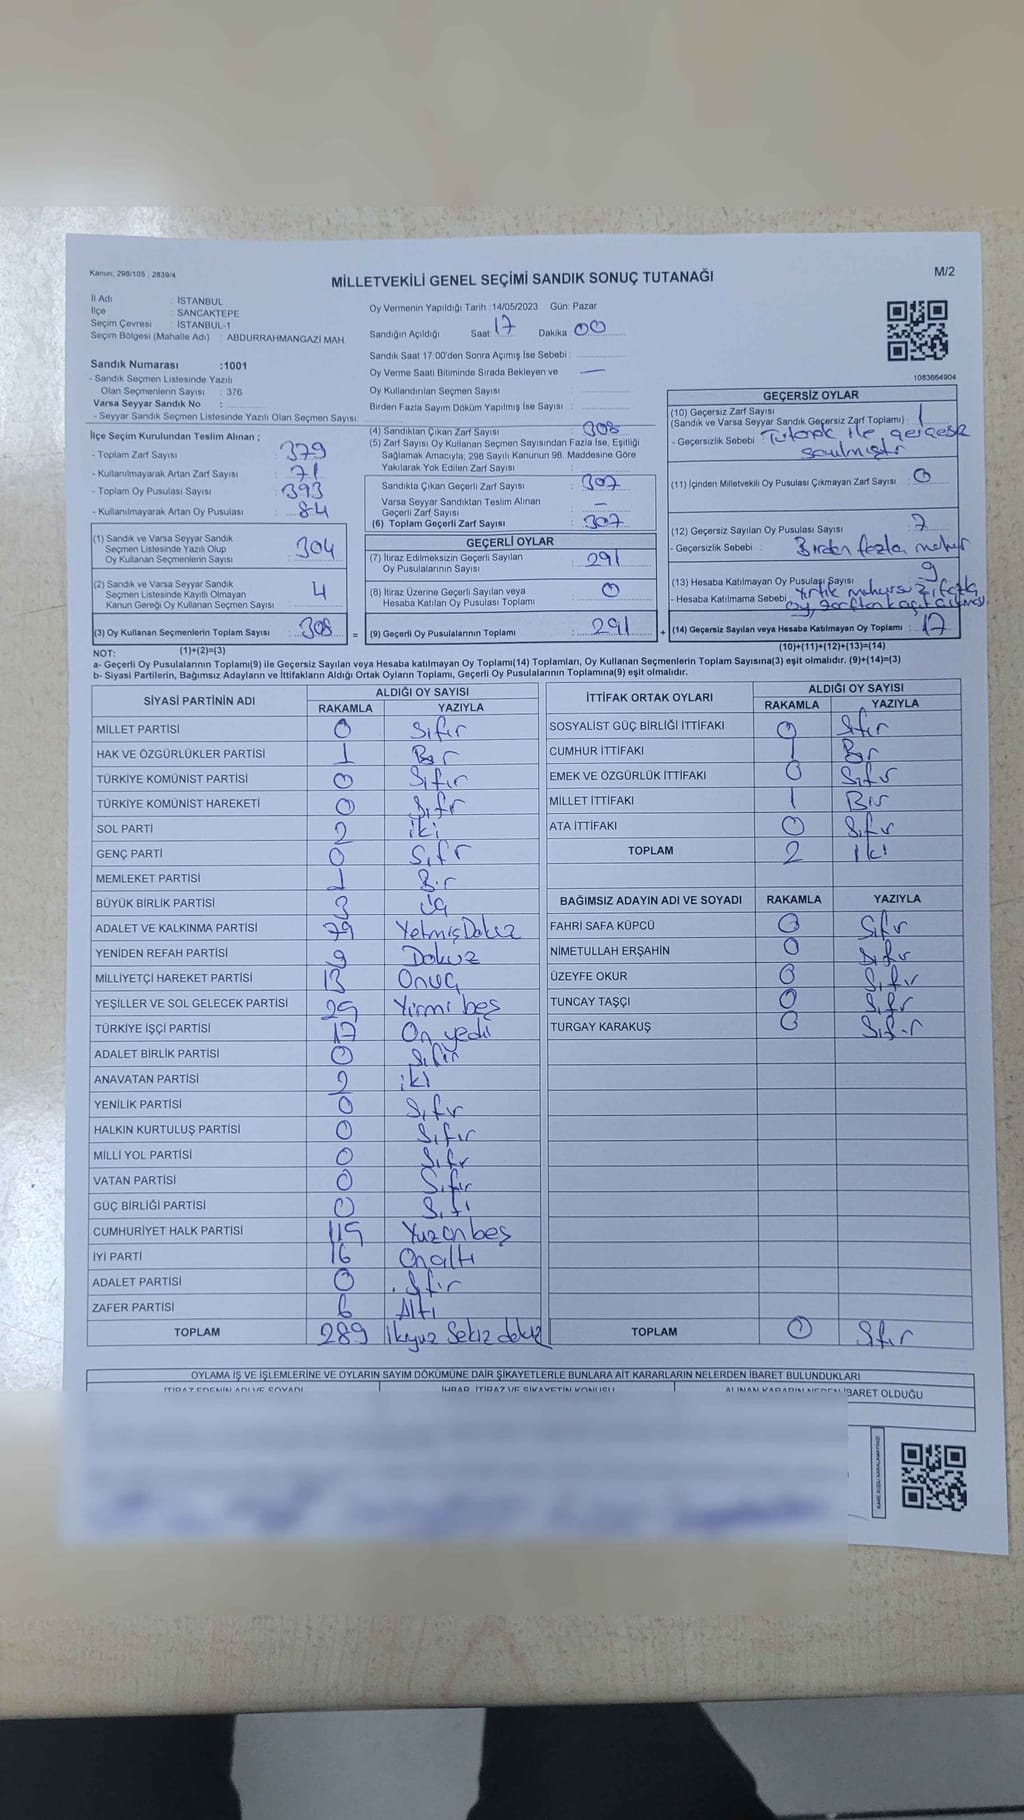 Kanun, 298/105 , 2839/4
MİLLETVEKİLİ GENEL SEÇİMİ SANDIK SONUÇ TUTANAĞI
M/2
İl Adı : İSTANBUL
İlçe : SANCAKTEPE
Seçim Çevresi : İSTANBUL-1
Seçim Bölgesi (Mahalle Adı) : ABDURRAHMANGAZİ MAH.
Oy Vermenin Yapıldığı Tarih :14/05/2023 Gün: Pazar
Sandığın Açıldığı Saat: 17 Dakika : 00
Sandık Saat 17:00'den Sonra Açımış İse Sebebi :
Oy Verme Saati Bitiminde Sırada Bekleyen ve —
Oy Kullandırılan Seçmen Sayısı :
Birden Fazla Sayım Döküm Yapılmış İse Sayısı :
1083664904
Sandık Numarası :1001
- Sandık Seçmen Listesinde Yazılı
Olan Seçmenlerin Sayısı : 376
Varsa Seyyar Sandık No :
- Seyyar Sandık Seçmen Listesinde Yazılı Olan Seçmen Sayısı:
İlçe Seçim Kurulundan Teslim Alınan ;
- Toplam Zarf Sayısı : 379
- Kullanılmayarak Artan Zarf Sayısı : 71
- Toplam Oy Pusulası Sayısı : 393
- Kullanılmayarak Artan Oy Pusulası : 84
(1) Sandık ve Varsa Seyyar Sandık
Seçmen Listesinde Yazılı Olup
Oy Kullanan Seçmenlerin Sayısı : 304
(2) Sandık ve Varsa Seyyar Sandık
Seçmen Listesinde Kayıtlı Olmayan
Kanun Gereği Oy Kullanan Seçmen Sayısı : 4
(3) Oy Kullanan Seçmenlerin Toplam Sayısı : 308
(4) Sandıktan Çıkan Zarf Sayısı : 308
(5) Zarf Sayısı Oy Kullanan Seçmen Sayısından Fazla İse, Eşitliği
Sağlamak Amacıyla, 298 Sayılı Kanunun 98. Maddesine Göre
Yakılarak Yok Edilen Zarf Sayısı :
Sandıkta Çıkan Geçerli Zarf Sayısı : 307
Varsa Seyyar Sandıktan Teslim Alınan
Geçerli Zarf Sayısı : —
(6) Toplam Geçerli Zarf Sayısı : 307
GEÇERLİ OYLAR
(7) İtiraz Edilmeksizin Geçerli Sayılan
Oy Pusulalarının Sayısı : 291
(8) İtiraz Üzerine Geçerli Sayılan veya
Hesaba Katılan Oy Pusulası Toplamı : 0
= (9) Geçerli Oy Pusulalarının Toplamı : 291 +
GEÇERSİZ OYLAR
(10) Geçersiz Zarf Sayısı
(Sandık ve Varsa Seyyar Sandık Geçersiz Zarf Toplamı) : 1
- Geçersizlik Sebebi : Tutanak ile geçersiz
sayılmıştır
(11) İçinden Milletvekili Oy Pusulası Çıkmayan Zarf Sayısı : 0
(12) Geçersiz Sayılan Oy Pusulası Sayısı : 7
- Geçersizlik Sebebi : Birden fazla mühür
(13) Hesaba Katılmayan Oy Pusulası Sayısı : 9
- Hesaba Katılmama Sebebi : Yırtık
(14) Geçersiz Sayılan veya Hesaba Katılmayan Oy Toplamı : 17
NOT: (1)+(2)=(3) (10)+(11)+(12)+(13)=(14)
a- Geçerli Oy Pusulalarının Toplamı(9) ile Geçersiz Sayılan veya Hesaba katılmayan Oy Toplamı(14) Toplamları, Oy Kullanan Seçmenlerin Toplam Sayısına(3) eşit olmalıdır. (9)+(14)=(3)
b- Siyasi Partilerin, Bağımsız Adayların ve İttifakların Aldığı Ortak Oyların Toplamı, Geçerli Oy Pusulalarının Toplamına(9) eşit olmalıdır.
SİYASİ PARTİNİN ADI ALDIĞI OY SAYISI
RAKAMLA YAZIYLA
MİLLET PARTİSİ 0 Sıfır
HAK VE ÖZGÜRLÜKLER PARTİSİ 1 Bir
TÜRKİYE KOMÜNİST PARTİSİ 0 Sıfır
TÜRKİYE KOMÜNİST HAREKETİ 0 Sıfır
SOL PARTİ 2 iki
GENÇ PARTİ 0 Sıfır
MEMLEKET PARTİSİ 1 Bir
BÜYÜK BİRLİK PARTİSİ 3 Üç
ADALET VE KALKINMA PARTİSİ 79 Yetmiş Dokuz
YENİDEN REFAH PARTİSİ 9 Dokuz
MİLLİYETÇİ HAREKET PARTİSİ 13 Onüç
YEŞİLLER VE SOL GELECEK PARTİSİ 25 Yirmi beş
TÜRKİYE İŞÇİ PARTİSİ 17 On yedi
ADALET BİRLİK PARTİSİ 0 Sıfır
ANAVATAN PARTİSİ 2 iki
YENİLİK PARTİSİ 0 Sıfır
HALKIN KURTULUŞ PARTİSİ 0 Sıfır
MİLLİ YOL PARTİSİ 0 Sıfır
VATAN PARTİSİ 0 Sıfır
GÜÇ BİRLİĞİ PARTİSİ 0 Sıfı
CUMHURİYET HALK PARTİSİ 115 Yüzonbeş
İYİ PARTİ 16 Onaltı
ADALET PARTİSİ 0 Sıfır
ZAFER PARTİSİ 6 Altı
TOPLAM 289 ikiyüz Sekiz dokuz
İTTİFAK ORTAK OYLARI ALDIĞI OY SAYISI
RAKAMLA YAZIYLA
SOSYALİST GÜÇ BİRLİĞİ İTTİFAKI 0 Sıfır
CUMHUR İTTİFAKI 1 Bir
EMEK VE ÖZGÜRLÜK İTTİFAKI 0 Sıfır
MİLLET İTTİFAKI 1 Bir
ATA İTTİFAKI 0 Sıfır
TOPLAM 2 İki
BAĞIMSIZ ADAYIN ADI VE SOYADI RAKAMLA YAZIYLA
FAHRİ SAFA KÜPCÜ 0 Sıfır
NİMETULLAH ERŞAHİN 0 Sıfır
ÜZEYFE OKUR 0 Sıfır
TUNCAY TAŞÇI 0 Sıfır
TURGAY KARAKUŞ 0 Sıfır
TOPLAM 0 Sıfır
OYLAMA İŞ VE İŞLEMLERİNE VE OYLARIN SAYIM DÖKÜMÜNE DAİR ŞİKAYETLERLE BUNLARA AİT KARARLARIN NELERDEN İBARET BULUNDUKLARI
İTİRAZ EDENİN ADI VE SOYADI İHBAR, İTİRAZ VE ŞİKAYETİN KONUSU ALINAN KARARIN NEDEN İBARET OLDUĞU
KARE KODU KARALAMAYINIZ